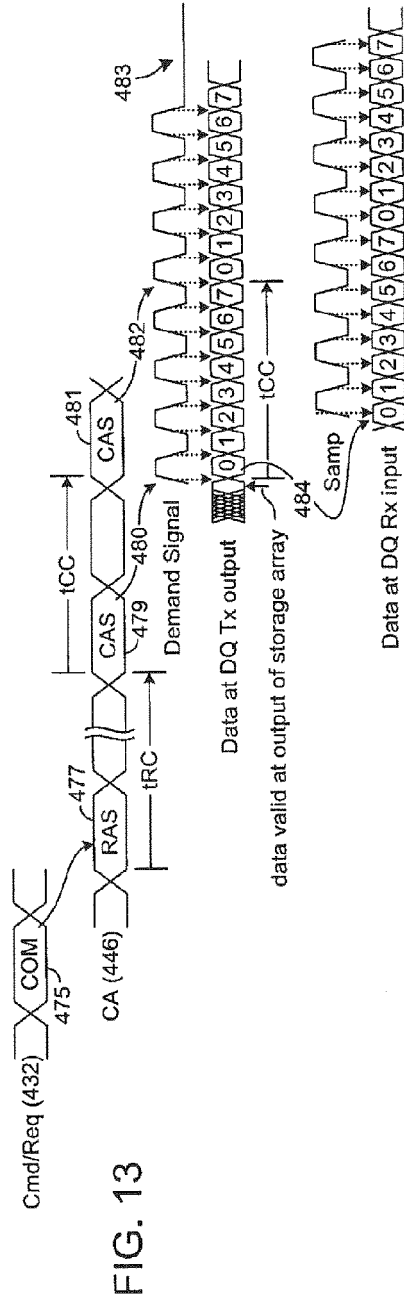 FIG. 13
Cmd/Req (432)
COM
475
CA (446)
RAS
477
tRC
CAS
479
480
tCC
CAS
481
482
Demand Signal
483
Data at DQ Tx output
0 1 2 3 4 5 6 7 0 1 2 3 4 5 6 7
tCC
484
data valid at output of storage array
Samp
Data at DQ Rx input
0 1 2 3 4 5 6 7 0 1 2 3 4 5 6 7